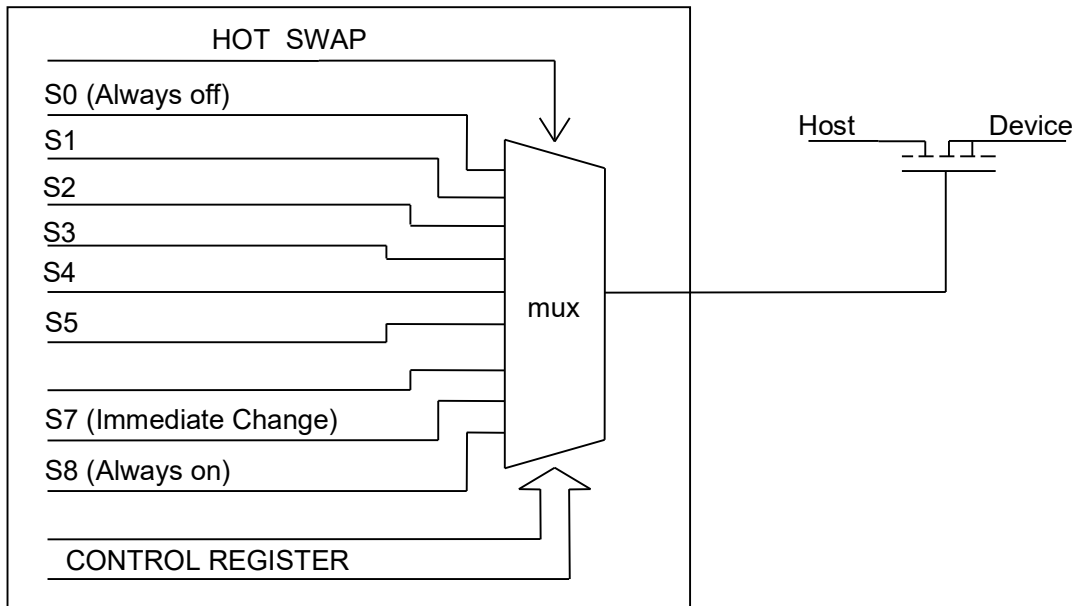 HOT SWAP
S0 (Always off)
S1
Host
Device
S2
S3
S4
mux
S5
S7 (Immediate Change)
S8 (Always on)
CONTROL REGISTER